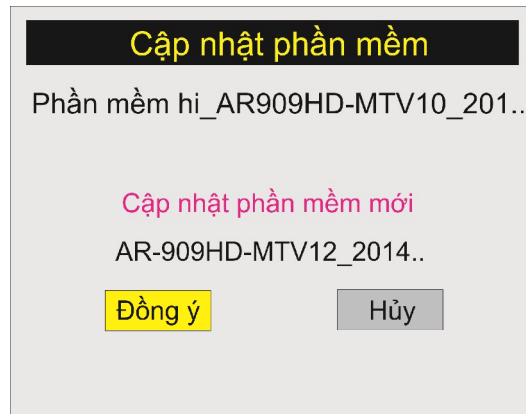 Cập nhật phần mềm
Phần mềm hi_AR909HD-MTV10_201..
Cập nhật phần mềm mới
AR-909HD-MTV12_2014..
Đồng ý
Hủy